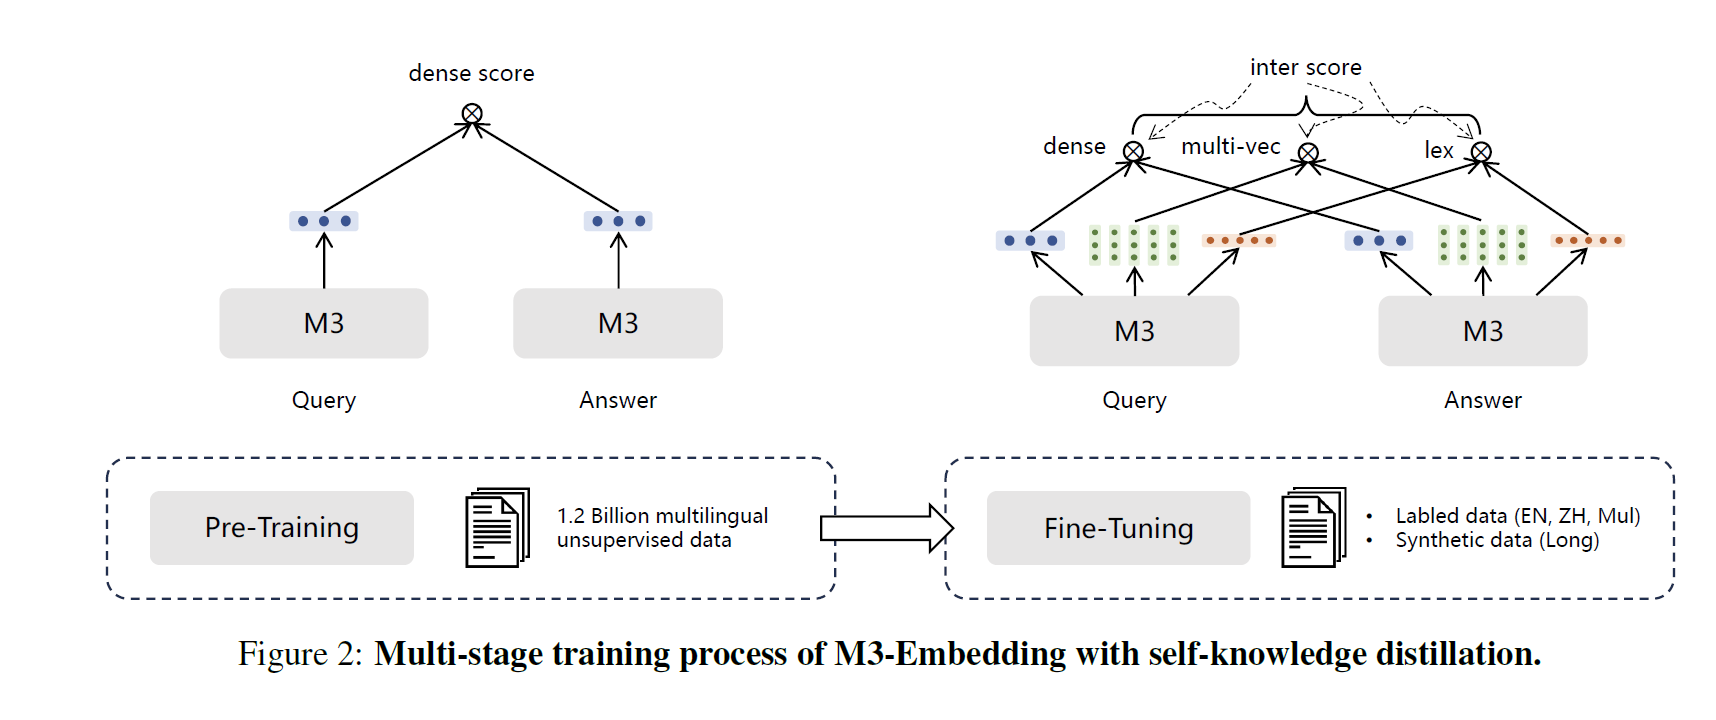 dense score
M3
M3
Query
Answer
inter score
dense
multi-vec
lex
M3
M3
Query
Answer
Pre-Training
1.2 Billion multilingual
unsupervised data
Fine-Tuning
• Labled data (EN, ZH, Mul)
• Synthetic data (Long)
Figure 2: Multi-stage training process of M3-Embedding with self-knowledge distillation.